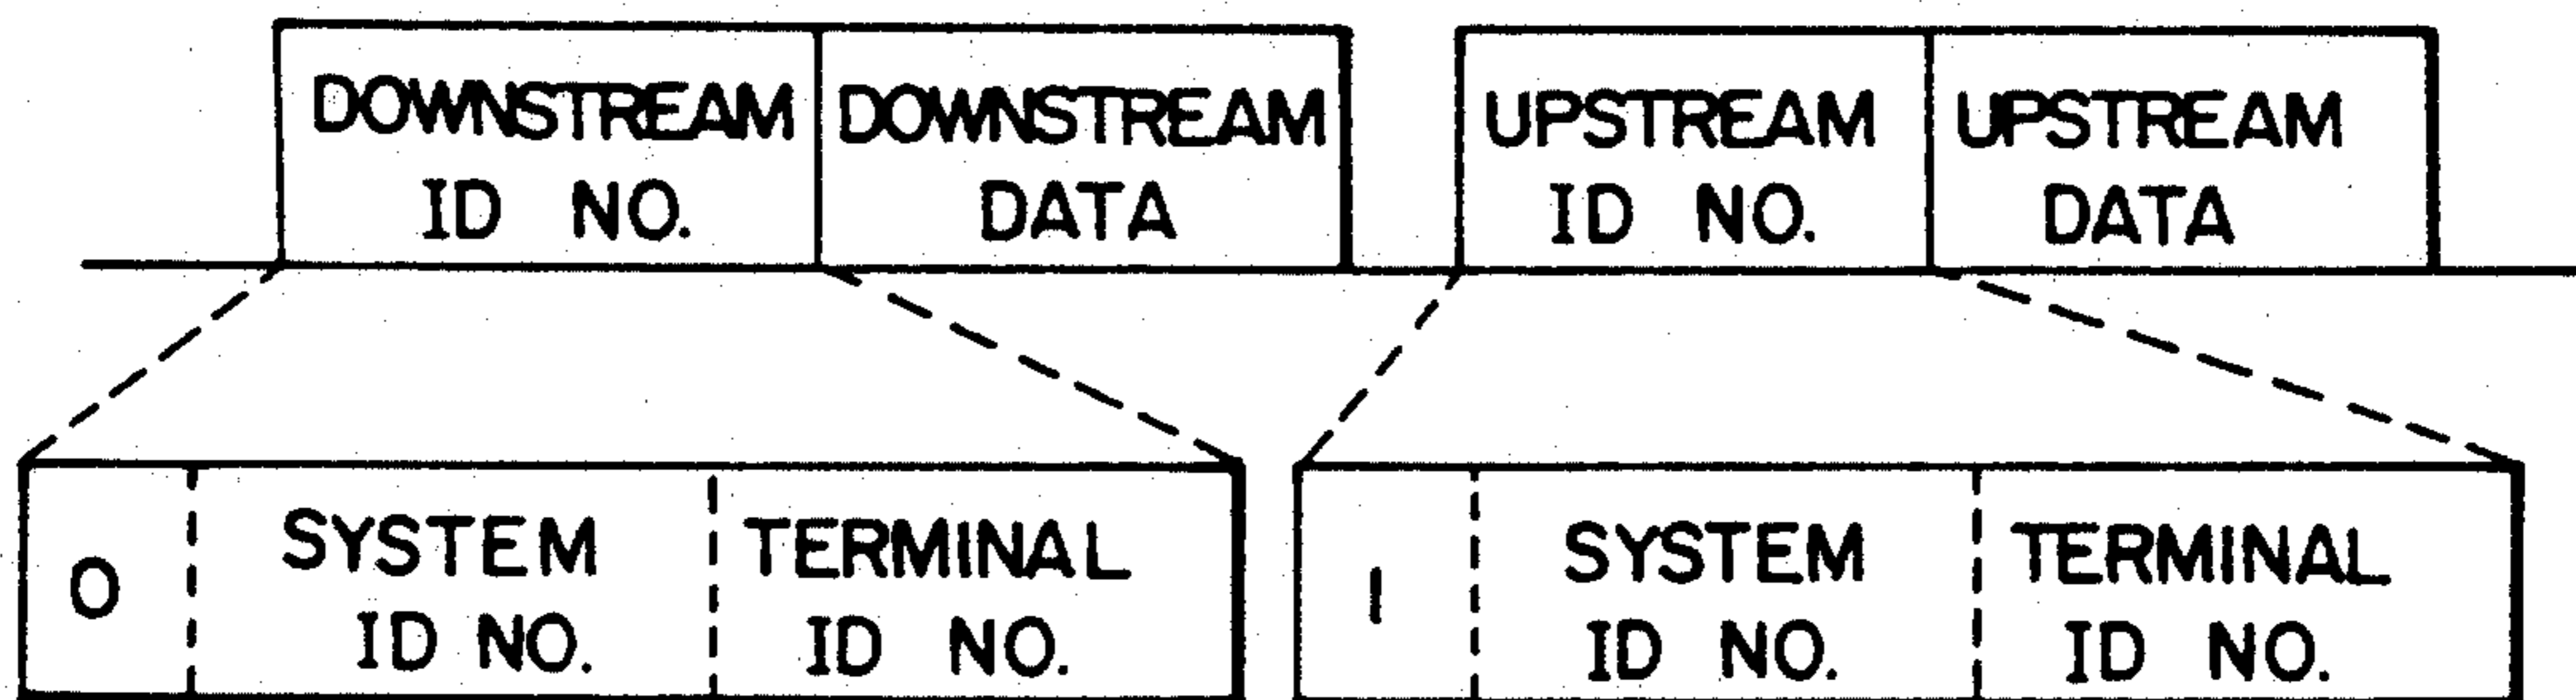 DOWNSTREAM
ID NO.
DOWNSTREAM
DATA
UPSTREAM
ID NO.
UPSTREAM
DATA
0
SYSTEM
ID NO.
TERMINAL
ID NO.
1
SYSTEM
ID NO.
TERMINAL
ID NO.